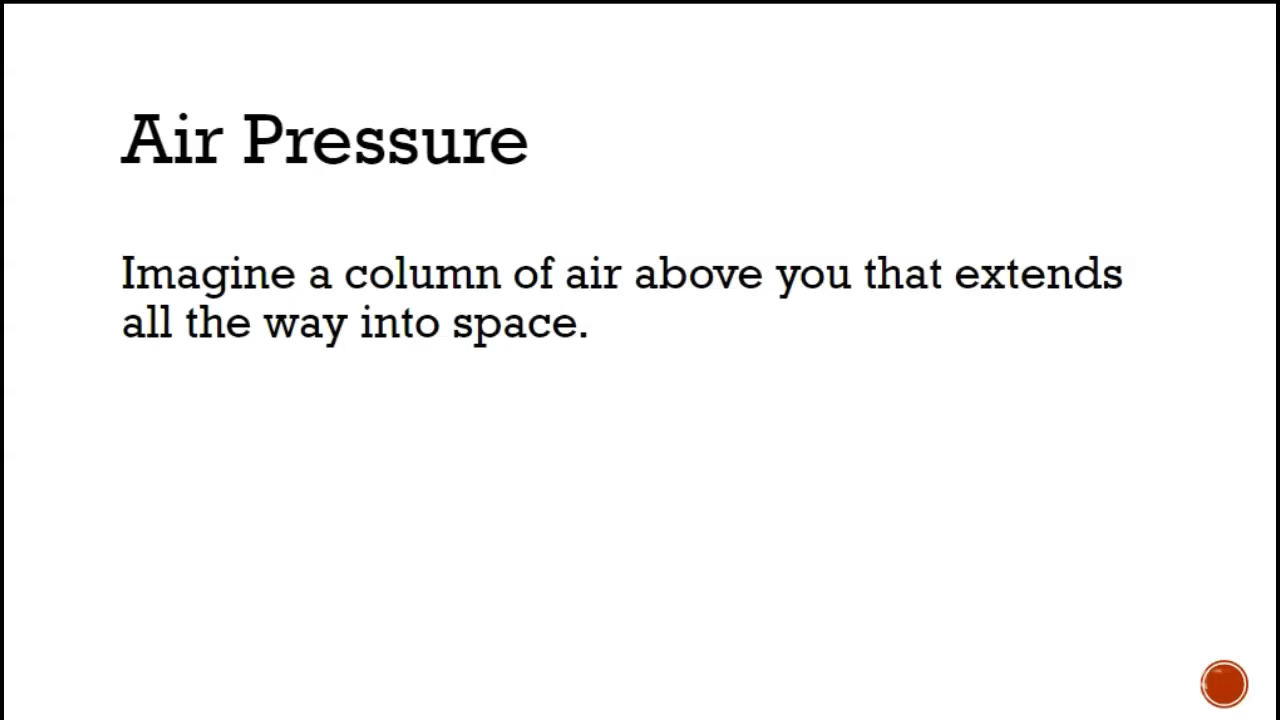 Air Pressure
Imagine a column of air above you that extends
all the way into space.